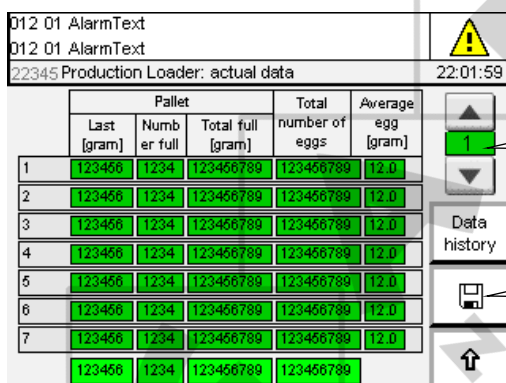 012 01 AlarmText
012 01 AlarmText
22345 Production Loader: actual data 22:01:59
Pallet Total Average
Last Numb Total full number of egg
[gram] er full [gram] eggs [gram]
1
1 123456 1234 123456789 123456789 12.0
2 123456 1234 123456789 123456789 12.0
3 123456 1234 123456789 123456789 12.0
Data
history
4 123456 1234 123456789 123456789 12.0
5 123456 1234 123456789 123456789 12.0
6 123456 1234 123456789 123456789 12.0
7 123456 1234 123456789 123456789 12.0
123456 1234 123456789 123456789